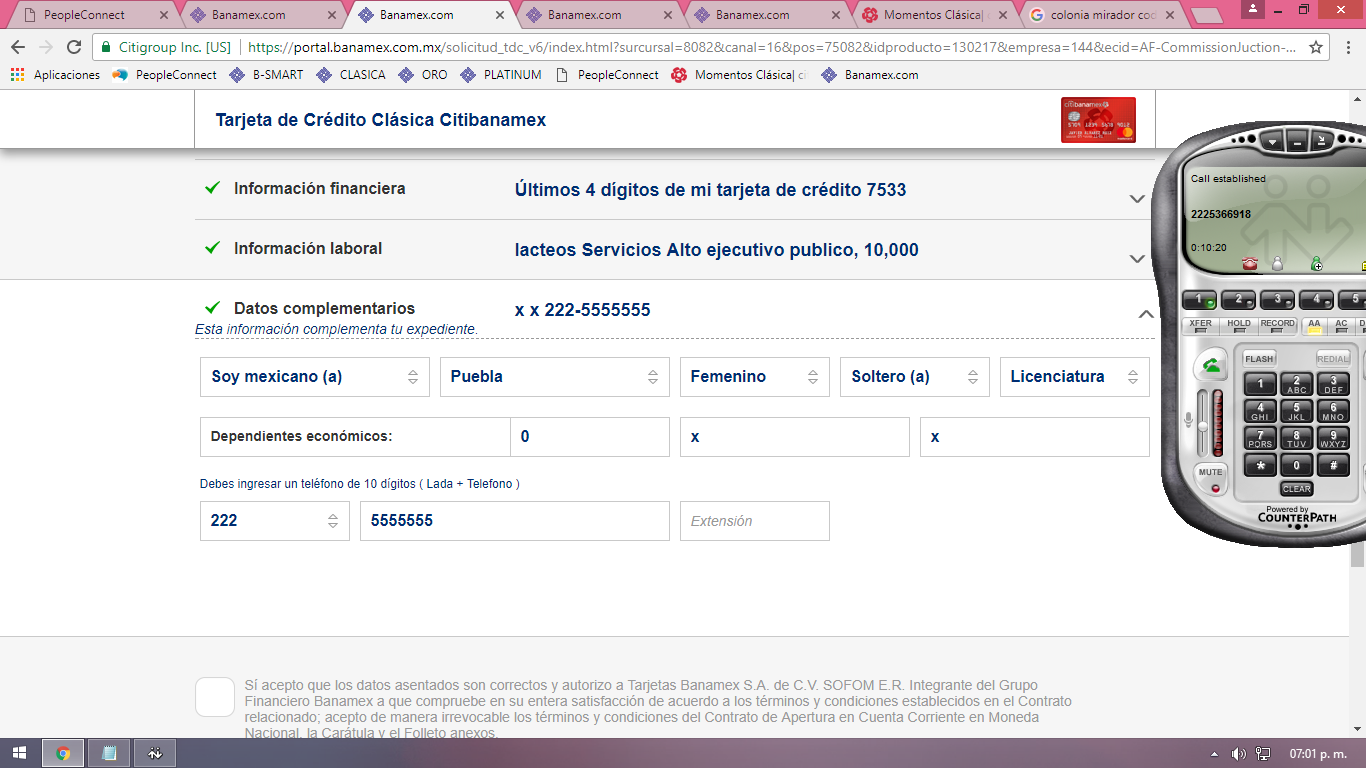 PeopleConnect
Banamex.com
Banamex.com
Banamex.com
Banamex.com
Momentos Clásica|
colonia mirador cod
Citigroup Inc. [US]
https://portal.banamex.com.mx/solicitud_tdc_v6/index.html?surcursal=8082&canal=16&pos=75082&idproducto=130217&empresa=144&ecid=AF-CommissionJuction-...
Aplicaciones
PeopleConnect
B-SMART
CLASICA
ORO
PLATINUM
PeopleConnect
Momentos Clásica| ci
Banamex.com
Tarjeta de Crédito Clásica Citibanamex
citibanamex
Información financiera
Últimos 4 dígitos de mi tarjeta de crédito 7533
Información laboral
lacteos Servicios Alto ejecutivo publico, 10,000
Datos complementarios
x x 222-5555555
Esta información complementa tu expediente.
Soy mexicano (a)
Puebla
Femenino
Soltero (a)
Licenciatura
Dependientes económicos:
0
x
x
Debes ingresar un teléfono de 10 dígitos ( Lada + Telefono )
222
5555555
Extensión
Sí acepto que los datos asentados son correctos y autorizo a Tarjetas Banamex S.A. de C.V. SOFOM E.R. Integrante del Grupo
Financiero Banamex a que compruebe en su entera satisfacción de acuerdo a los términos y condiciones establecidos en el Contrato
relacionado; acepto de manera irrevocable los términos y condiciones del Contrato de Apertura en Cuenta Corriente en Moneda
Nacional, la Carátula y el Folleto anexos.
Call established
2225366918
0:10:20
1
2
3
4
5
XFER
HOLD
RECORD
AA
AC
FLASH
REDIAL
1
2 ABC
3 DEF
4 GHI
5 JKL
6 MNO
7 PQRS
8 TUV
9 WXYZ
*
0
#
MUTE
CLEAR
Powered by
COUNTERPATH
07:01 p. m.